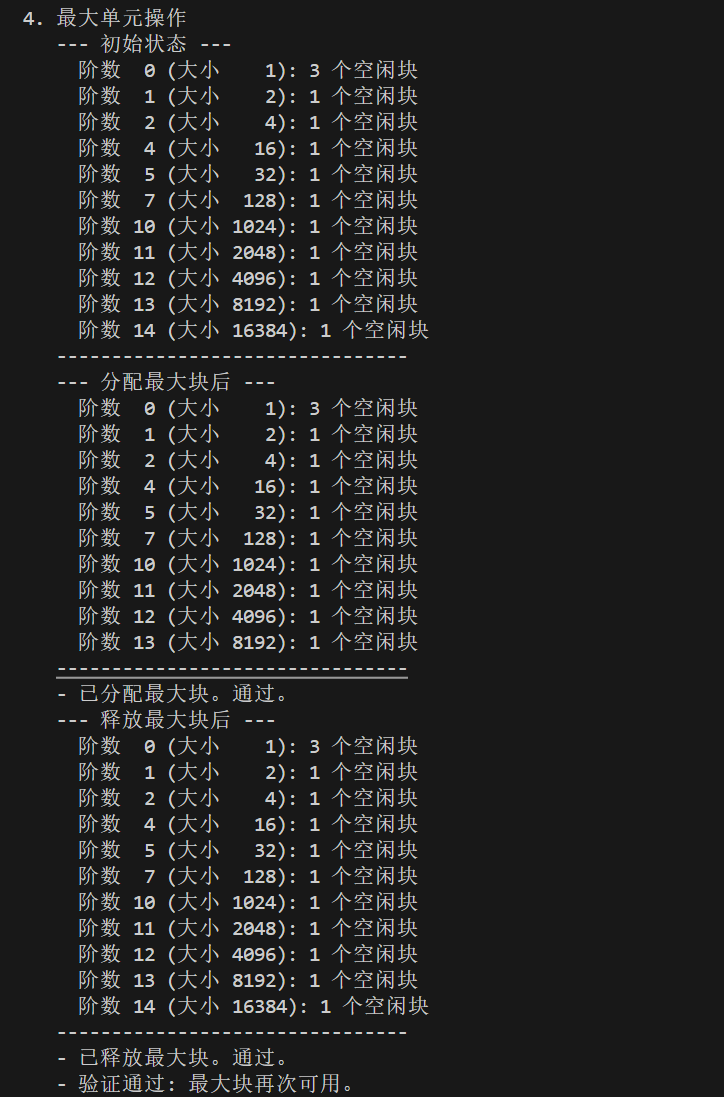 4. 最大单元操作
--- 初始状态 ---
阶数  0 (大小    1): 3 个空闲块
阶数  1 (大小    2): 1 个空闲块
阶数  2 (大小    4): 1 个空闲块
阶数  4 (大小   16): 1 个空闲块
阶数  5 (大小   32): 1 个空闲块
阶数  7 (大小  128): 1 个空闲块
阶数 10 (大小 1024): 1 个空闲块
阶数 11 (大小 2048): 1 个空闲块
阶数 12 (大小 4096): 1 个空闲块
阶数 13 (大小 8192): 1 个空闲块
阶数 14 (大小 16384): 1 个空闲块
--------------------------------
--- 分配最大块后 ---
阶数  0 (大小    1): 3 个空闲块
阶数  1 (大小    2): 1 个空闲块
阶数  2 (大小    4): 1 个空闲块
阶数  4 (大小   16): 1 个空闲块
阶数  5 (大小   32): 1 个空闲块
阶数  7 (大小  128): 1 个空闲块
阶数 10 (大小 1024): 1 个空闲块
阶数 11 (大小 2048): 1 个空闲块
阶数 12 (大小 4096): 1 个空闲块
阶数 13 (大小 8192): 1 个空闲块
--------------------------------
- 已分配最大块。通过。
--- 释放最大块后 ---
阶数  0 (大小    1): 3 个空闲块
阶数  1 (大小    2): 1 个空闲块
阶数  2 (大小    4): 1 个空闲块
阶数  4 (大小   16): 1 个空闲块
阶数  5 (大小   32): 1 个空闲块
阶数  7 (大小  128): 1 个空闲块
阶数 10 (大小 1024): 1 个空闲块
阶数 11 (大小 2048): 1 个空闲块
阶数 12 (大小 4096): 1 个空闲块
阶数 13 (大小 8192): 1 个空闲块
阶数 14 (大小 16384): 1 个空闲块
--------------------------------
- 已释放最大块。通过。
- 验证通过: 最大块再次可用。